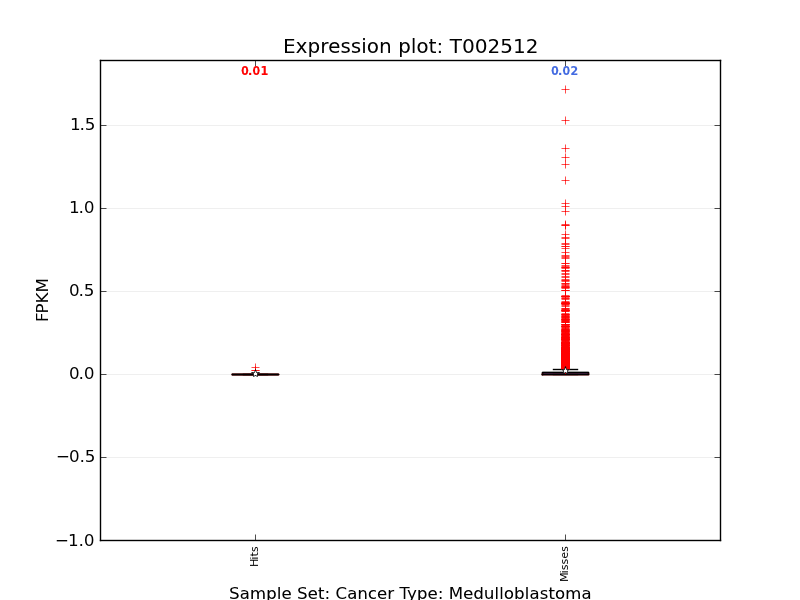 Expression plot: T002512
0.01
0.02
1.5
1.0
0.5
0.0
−0.5
−1.0
FPKM
Hits
Misses
Sample Set: Cancer Type: Medulloblastoma